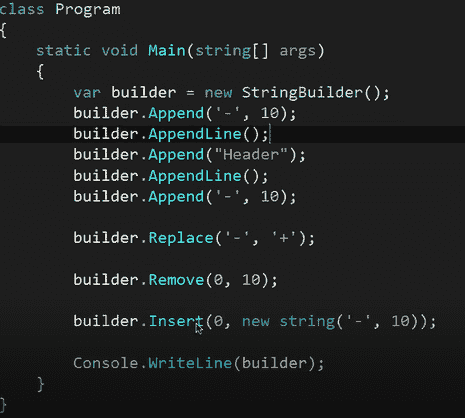 class Program
{
static void Main(string[] args)
{
var builder = new StringBuilder();
builder.Append('-', 10);
builder.AppendLine();
builder.Append("Header");
builder.AppendLine();
builder.Append('-', 10);
builder.Replace('-', '+');
builder.Remove(0, 10);
builder.Insert(0, new string('-', 10));
Console.WriteLine(builder);
}
}